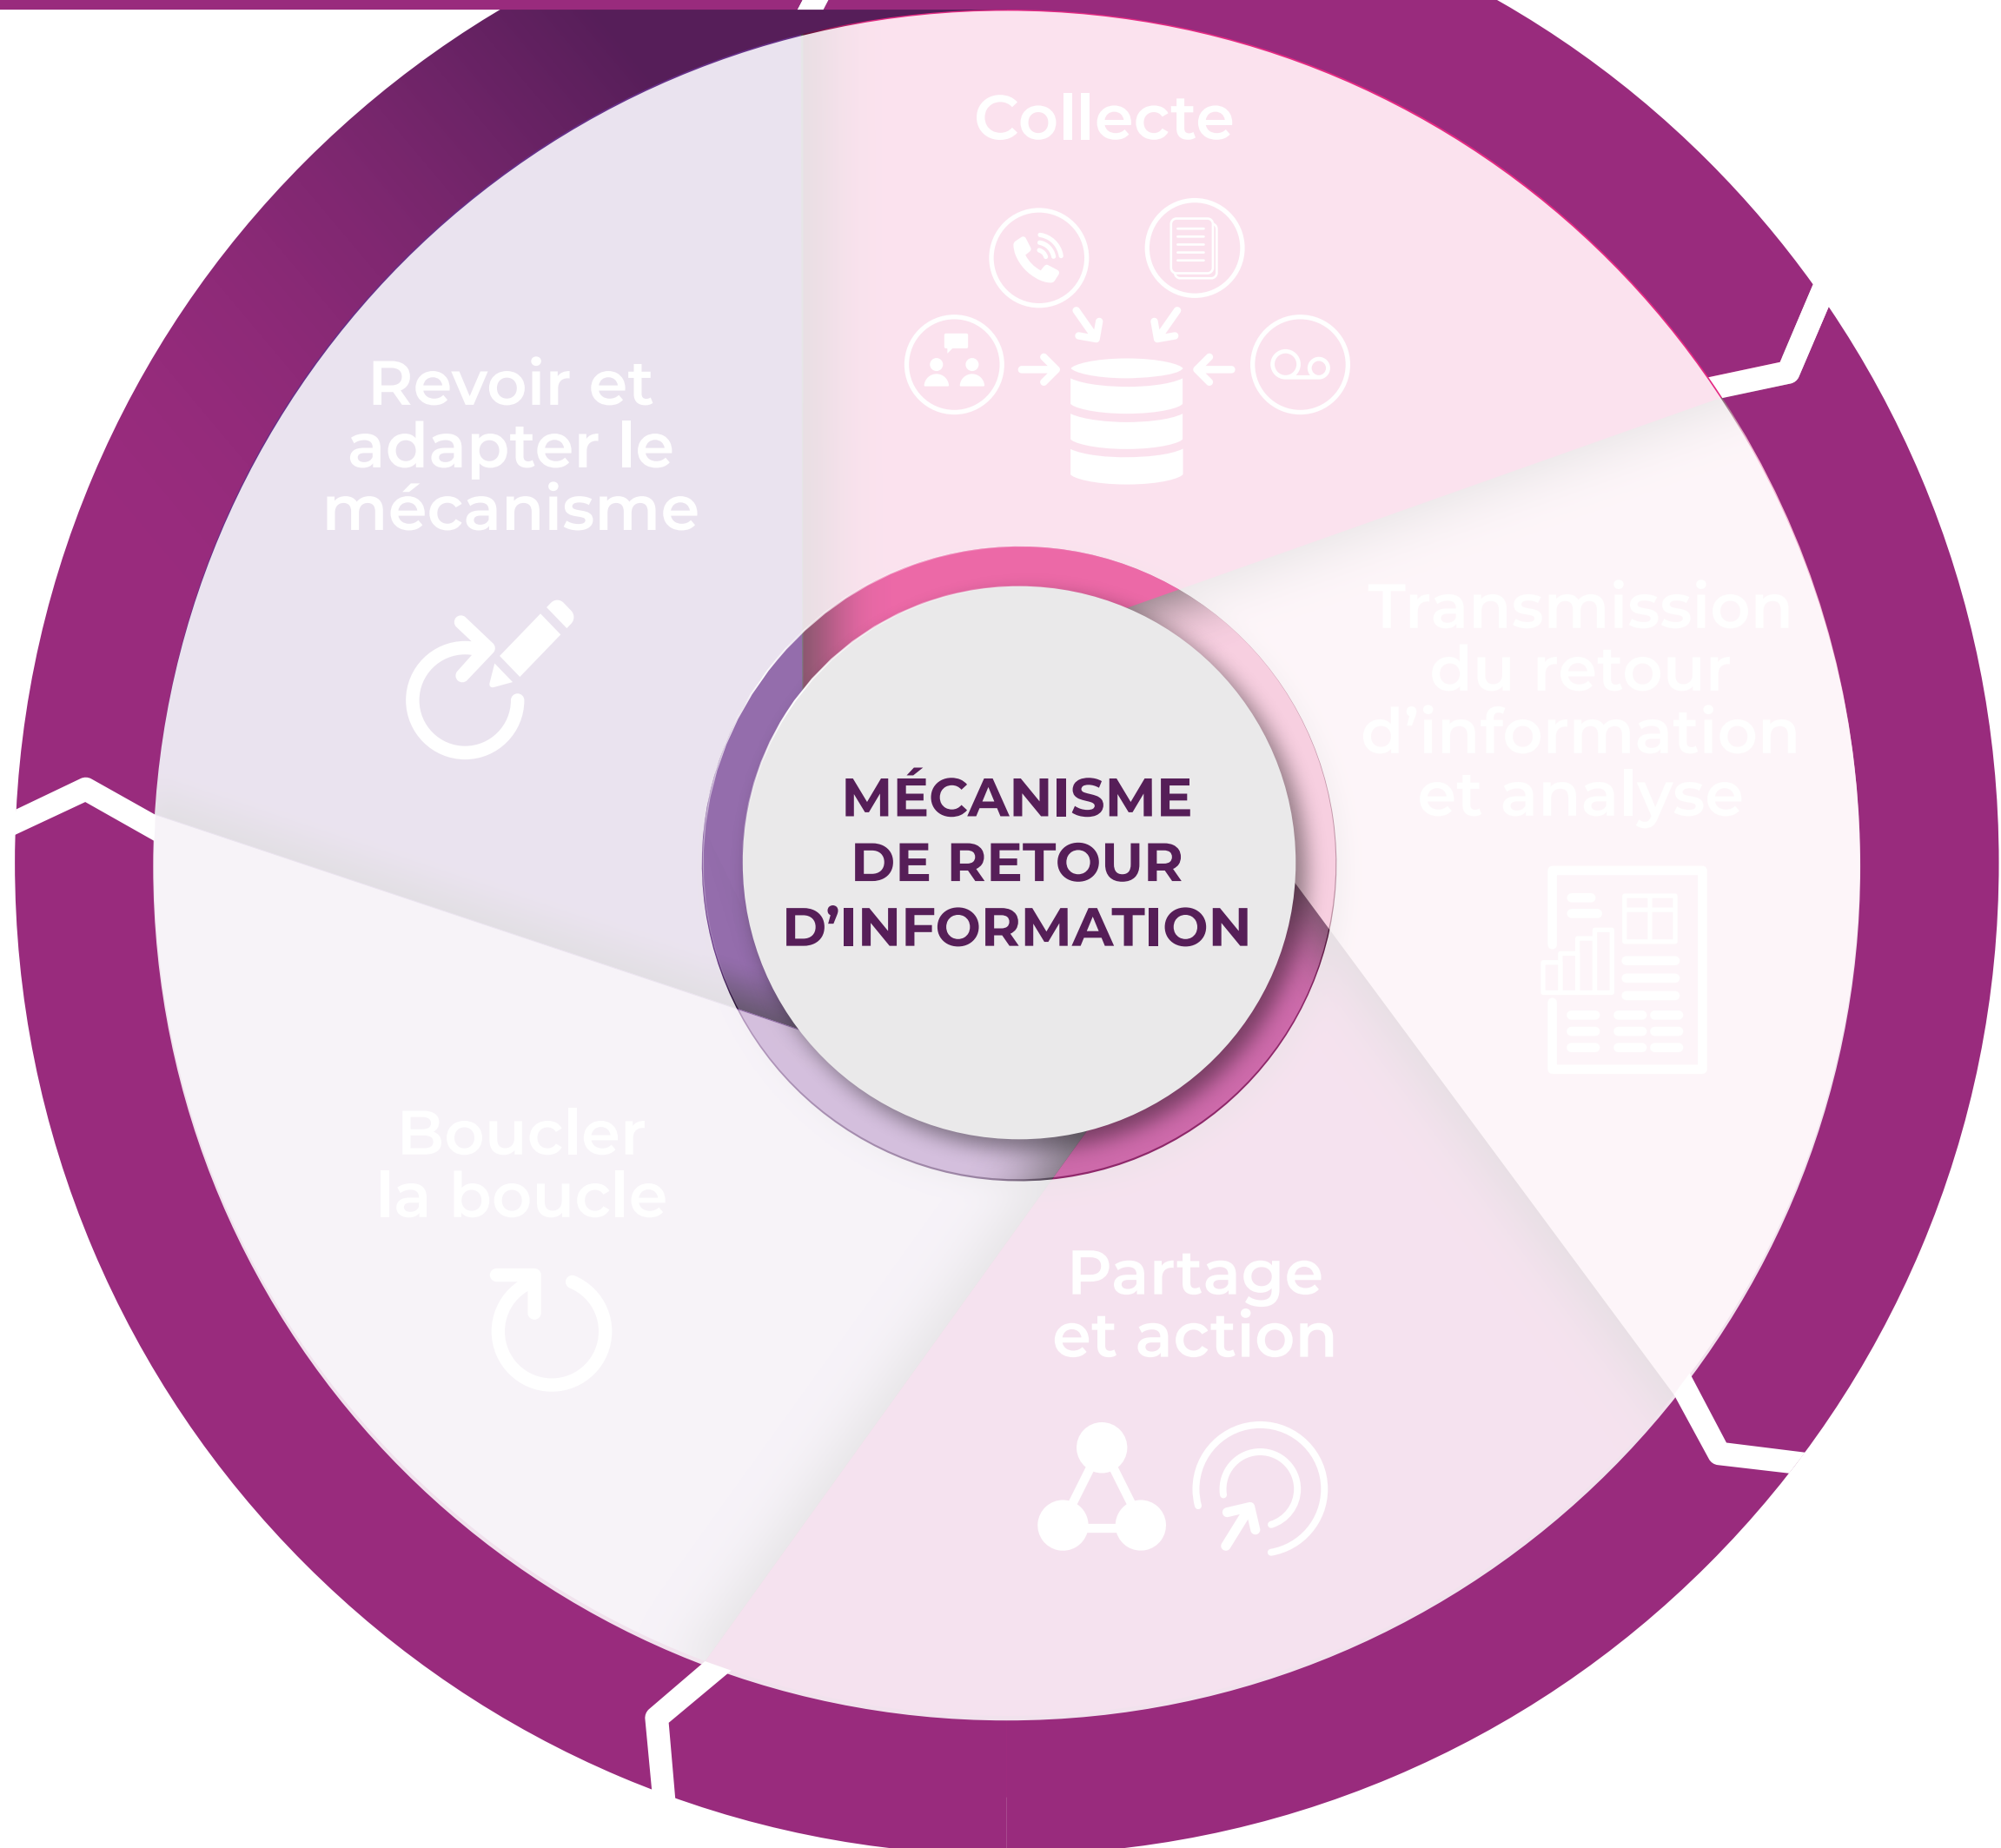 Collecte
Revoir et
adapter le
mécanisme
Transmission
du retour
d’information
et analyse
MÉCANISME
DE RETOUR
D’INFORMATION
Boucler
la boucle
Partage
et action